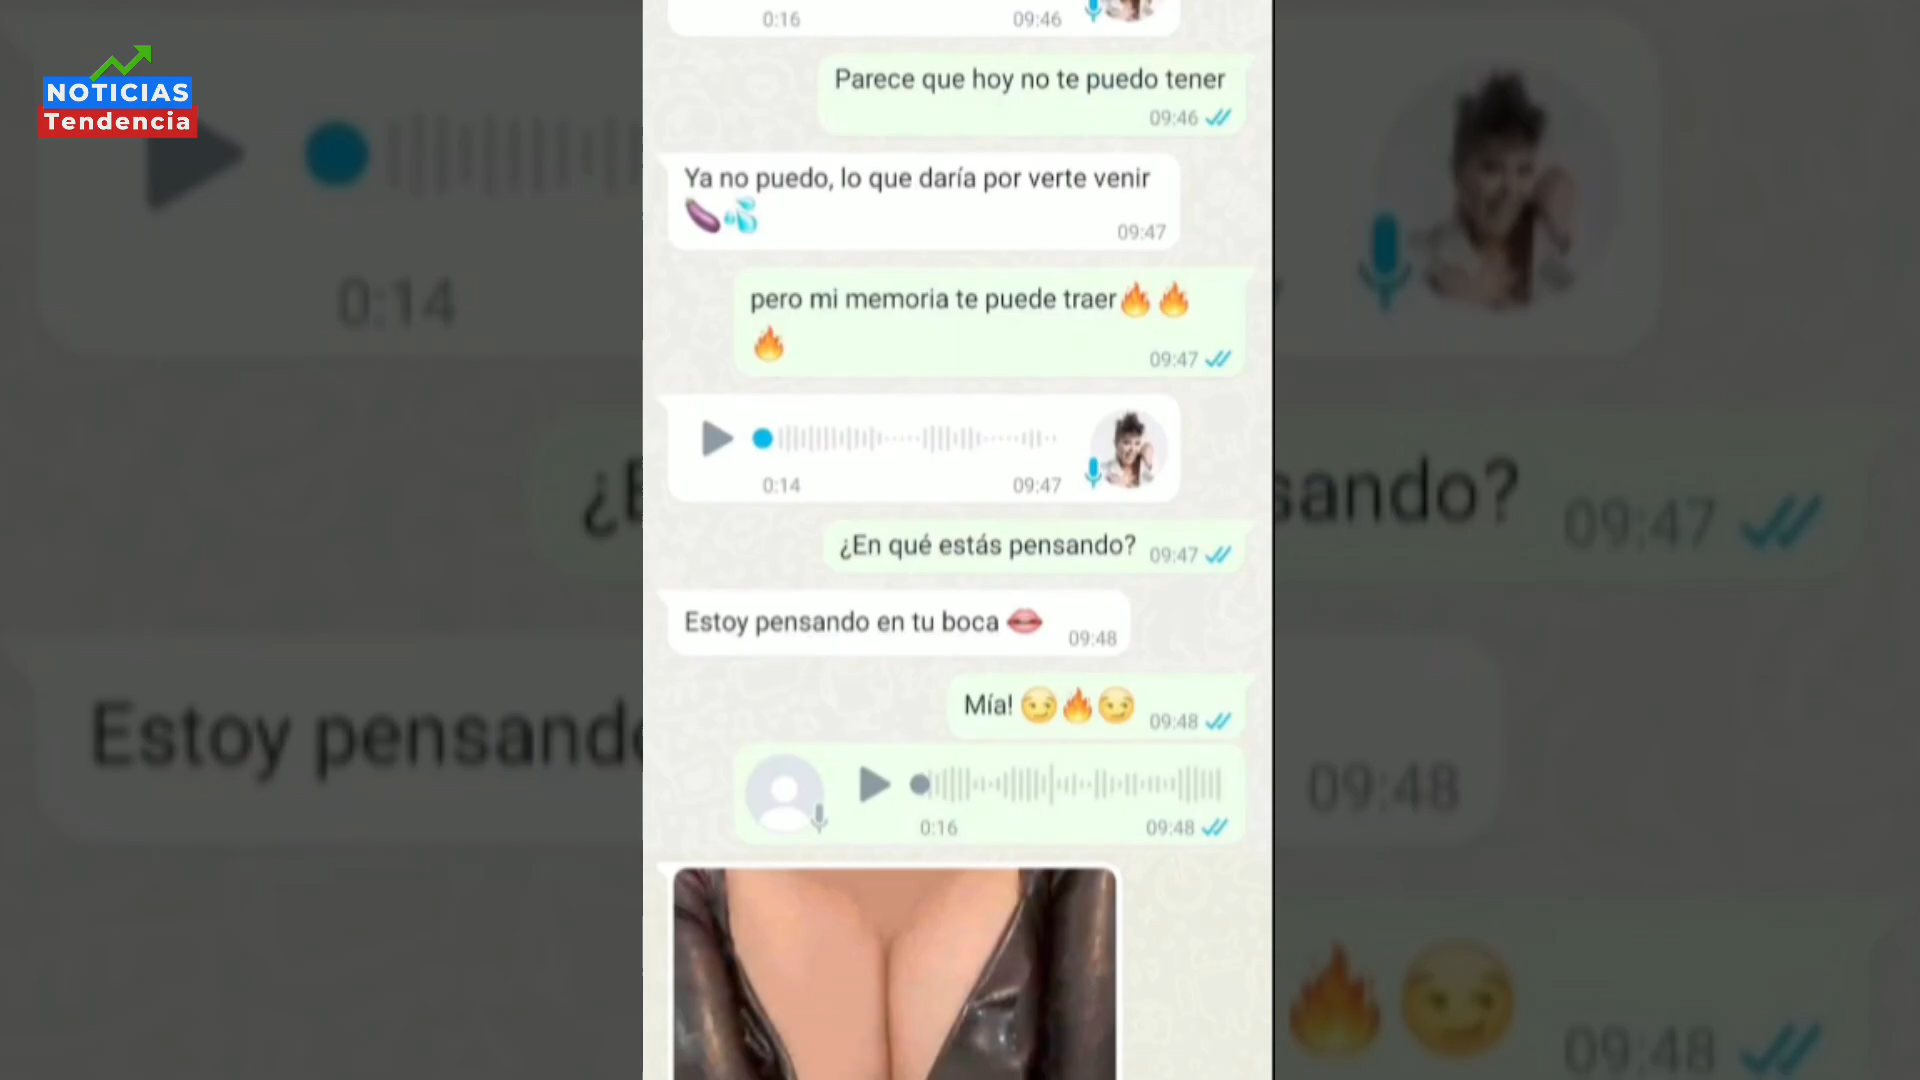 NOTICIAS
Tendencia
0:16 09:46
Parece que hoy no te puedo tener
09:46
Ya no puedo, lo que daría por verte venir
🍆💦
09:47
pero mi memoria te puede traer🔥🔥
🔥
09:47
0:14 09:47
¿En qué estás pensando? 09:47
Estoy pensando en tu boca 👄 09:48
Mía! 😏🔥😏 09:48
0:16 09:48
0:14
sando? 09:47
Estoy pensand
09:48
🔥😏 09:48